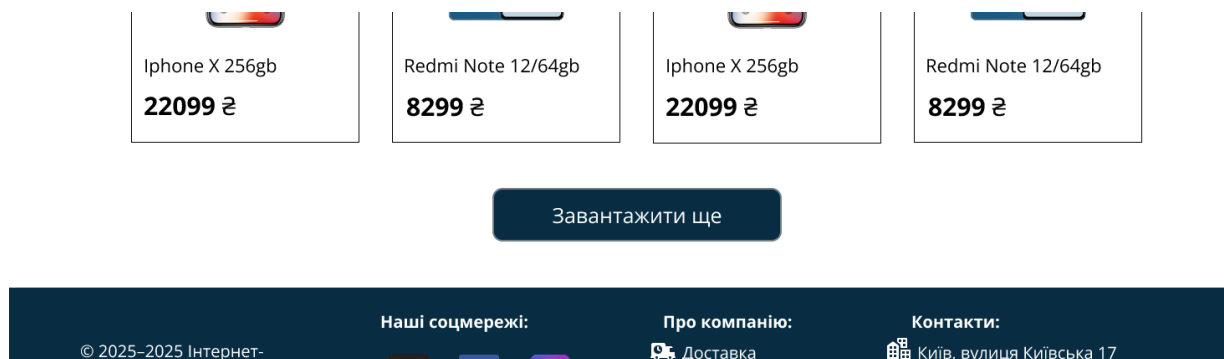 Iphone X 256gb Redmi Note 12/64gb Iphone X 256gb Redmi Note 12/64gb
22099 ₴ 8299 ₴ 22099 ₴ 8299 ₴
Завантажити ще
Наші соцмережі: Про компанію: Контакти:
© 2025–2025 Інтернет- Доставка Київ, вулиця Київська 17